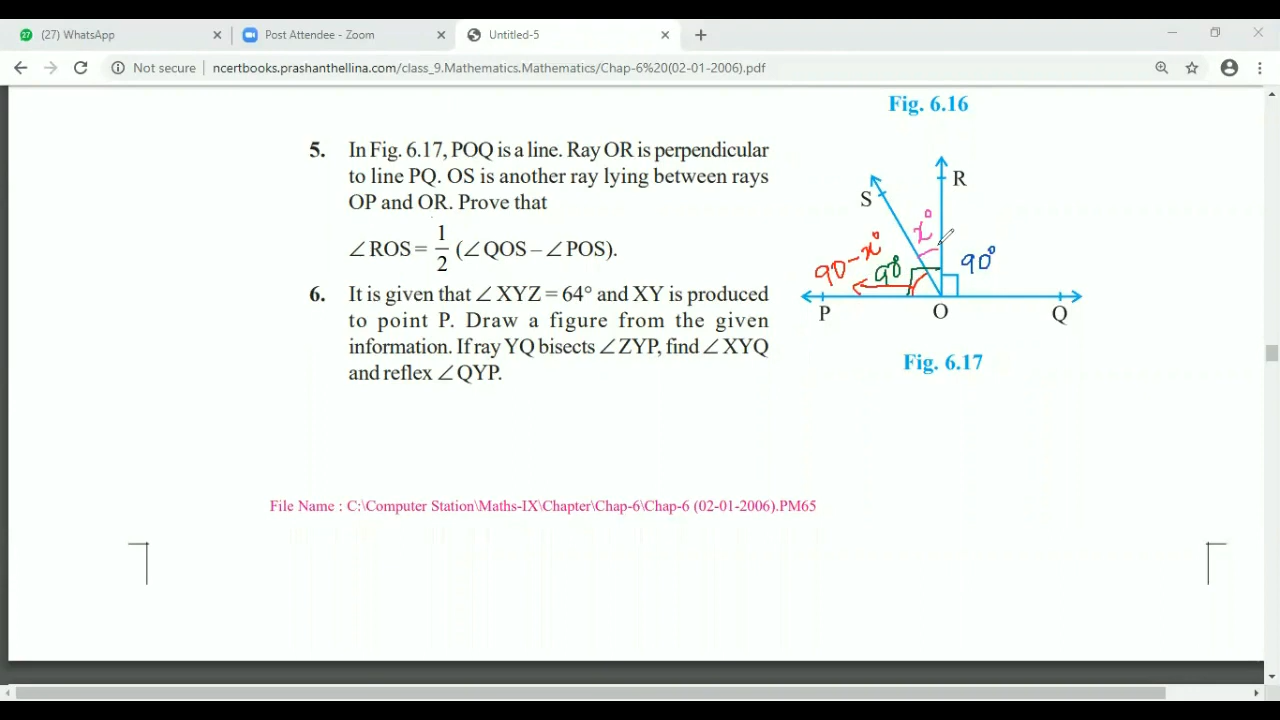 (27) WhatsApp
Post Attendee - Zoom
Untitled-5
Not secure
ncertbooks.prashanthellina.com/class_9.Mathematics.Mathematics/Chap-6%20(02-01-2006).pdf
Fig. 6.16
5. In Fig. 6.17, POQ is a line. Ray OR is perpendicular
to line PQ. OS is another ray lying between rays
OP and OR. Prove that
∠ROS = 1/2 (∠QOS – ∠POS).
6. It is given that ∠XYZ = 64° and XY is produced
to point P. Draw a figure from the given
information. If ray YQ bisects ∠ZYP, find ∠XYQ
and reflex ∠QYP.
R
S
x°
90-x°
90°
90°
P
O
Q
Fig. 6.17
File Name : C:\Computer Station\Maths-IX\Chapter\Chap-6\Chap-6 (02-01-2006).PM65